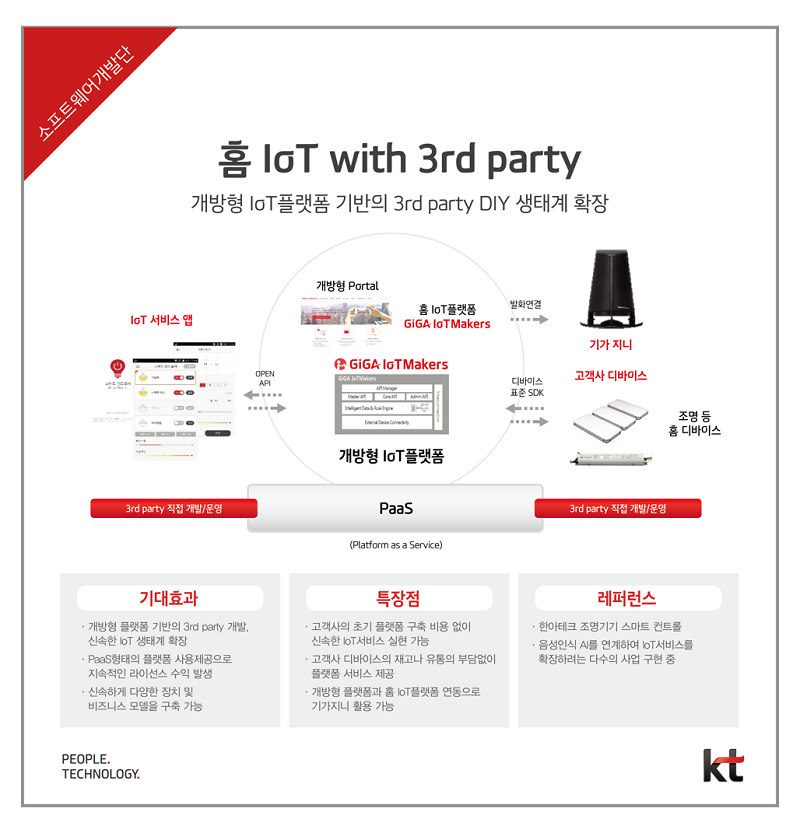 소프트웨어개발단
홈 IoT with 3rd party
개방형 IoT플랫폼 기반의 3rd party DIY 생태계 확장
개방형 Portal
홈 IoT플랫폼
GiGA IoTMakers
발화연결
기가 지니
IoT 서비스 앱
OPEN
API
GiGA IoTMakers
GiGA IoTMakers
API Manager
Master API
Core API
Admin API
Intelligent Data & Rule Engine
External Device Connectivity
개방형 IoT플랫폼
디바이스
표준 SDK
고객사 디바이스
조명 등
홈 디바이스
3rd party 직접 개발/운영
PaaS
3rd party 직접 개발/운영
(Platform as a Service)
기대효과
· 개방형 플랫폼 기반의 3rd party 개발,
신속한 IoT 생태계 확장
· PaaS형태의 플랫폼 사용제공으로
지속적인 라이선스 수익 발생
· 신속하게 다양한 장치 및
비즈니스 모델을 구축 가능
특장점
· 고객사의 초기 플랫폼 구축 비용 없이
신속한 IoT서비스 실현 가능
· 고객사 디바이스의 재고나 유통의 부담없이
플랫폼 서비스 제공
· 개방형 플랫폼과 홈 IoT플랫폼 연동으로
기가지니 활용 가능
레퍼런스
· 한아테크 조명기기 스마트 컨트롤
· 음성인식 AI를 연계하여 IoT서비스를
확장하려는 다수의 사업 구현 중
PEOPLE.
TECHNOLOGY.
kt